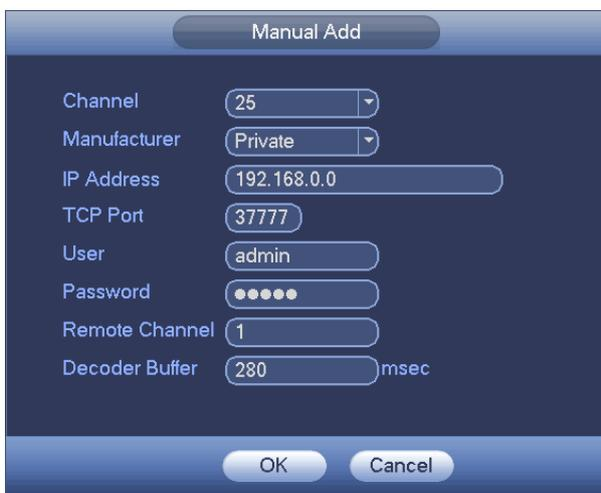 Manual Add
Channel 25
Manufacturer Private
IP Address 192.168.0.0
TCP Port 37777
User admin
Password ●●●●●
Remote Channel 1
Decoder Buffer 280 msec
OK Cancel